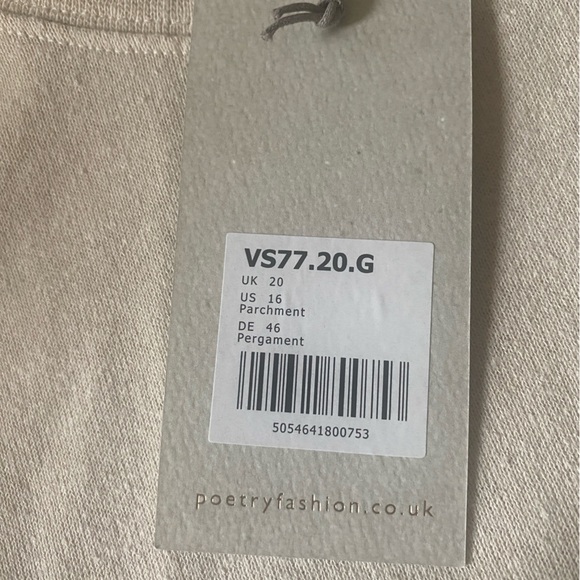 VS77.20.G
UK 20
US 16
Parchment
DE 46
Pergament
5054641800753
poetryfashion.co.uk